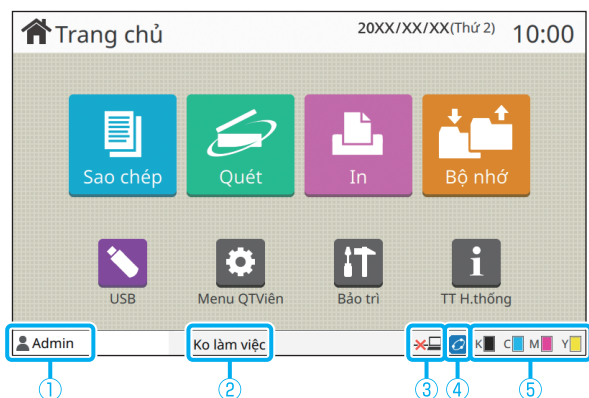 Trang chủ
20XX/XX/XX(Thứ 2)
10:00
Sao chép
Quét
In
Bộ nhớ
USB
Menu QTViên
Bảo trì
TT H.thống
Admin
Ko làm việc
K C M Y
① ② ③ ④ ⑤